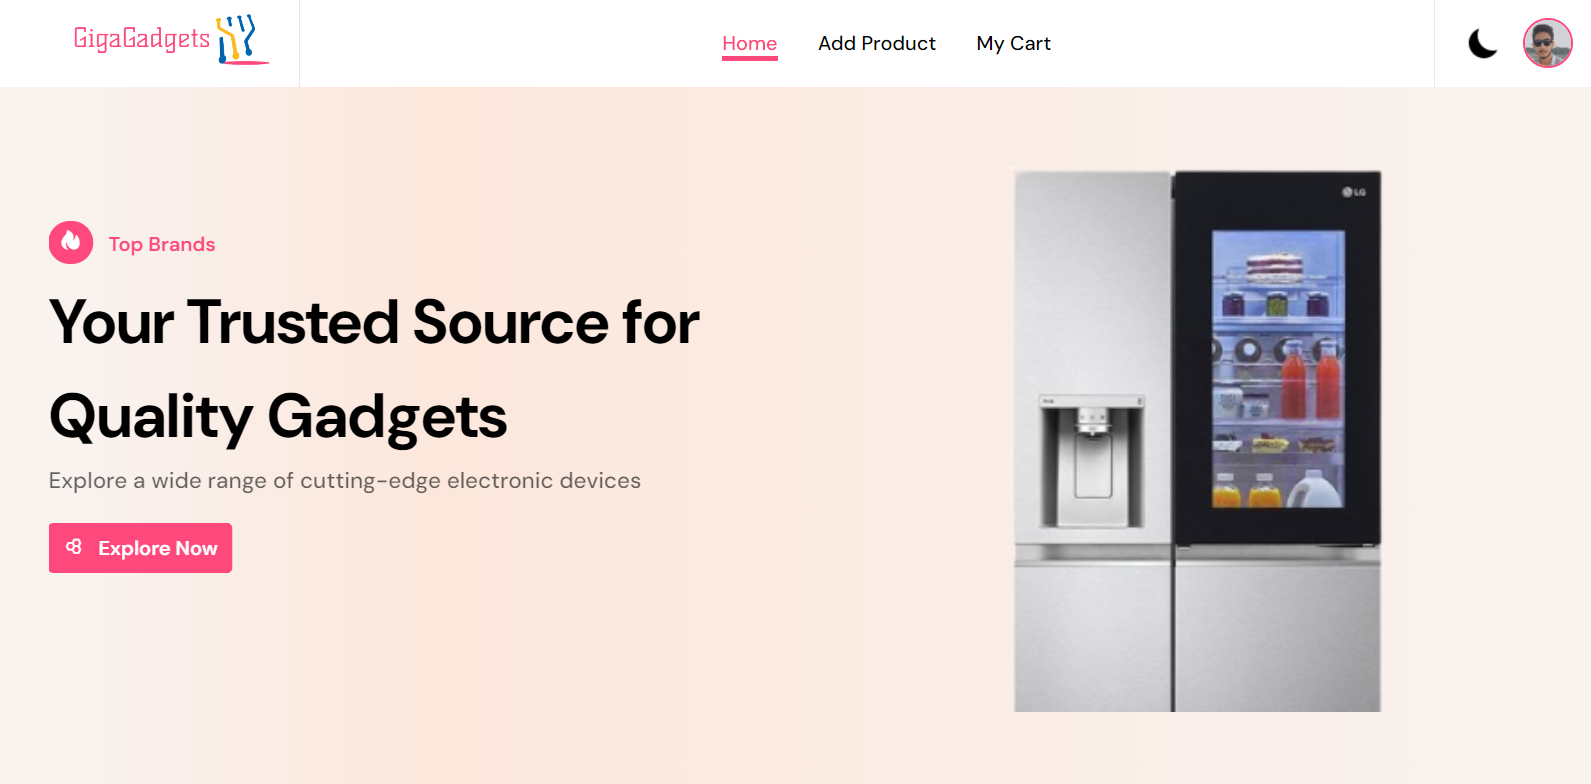 GigaGadgets
Home
Add Product
My Cart
Top Brands
Your Trusted Source for
Quality Gadgets
Explore a wide range of cutting-edge electronic devices
Explore Now
LG